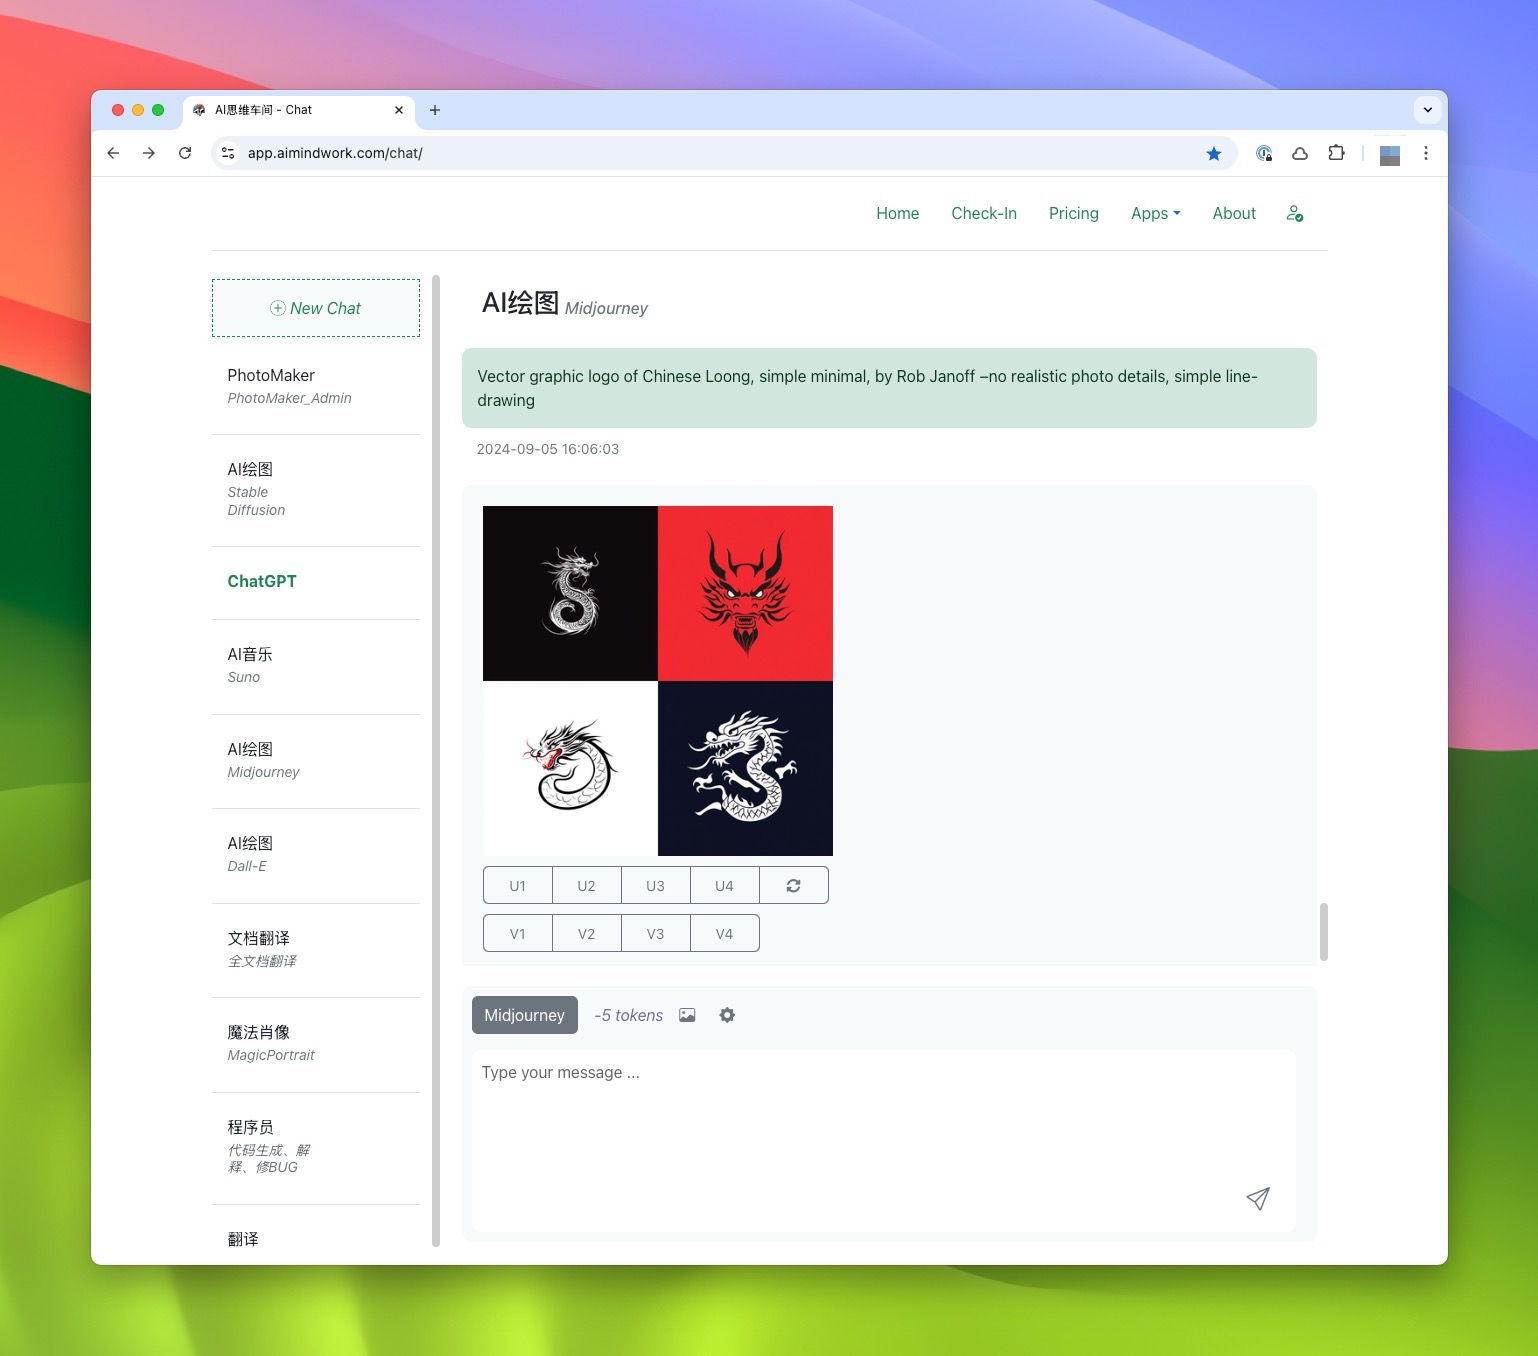 AI思维车间 - Chat
app.aimindwork.com/chat/
Home Check-In Pricing Apps About
New Chat
PhotoMaker
PhotoMaker_Admin
AI绘图
Stable
Diffusion
ChatGPT
AI音乐
Suno
AI绘图
Midjourney
AI绘图
Dall-E
文档翻译
全文档翻译
魔法肖像
MagicPortrait
程序员
代码生成、解
释、修BUG
翻译
AI绘图 Midjourney
Vector graphic logo of Chinese Loong, simple minimal, by Rob Janoff –no realistic photo details, simple line-
drawing
2024-09-05 16:06:03
U1 U2 U3 U4
V1 V2 V3 V4
Midjourney -5 tokens
Type your message ...